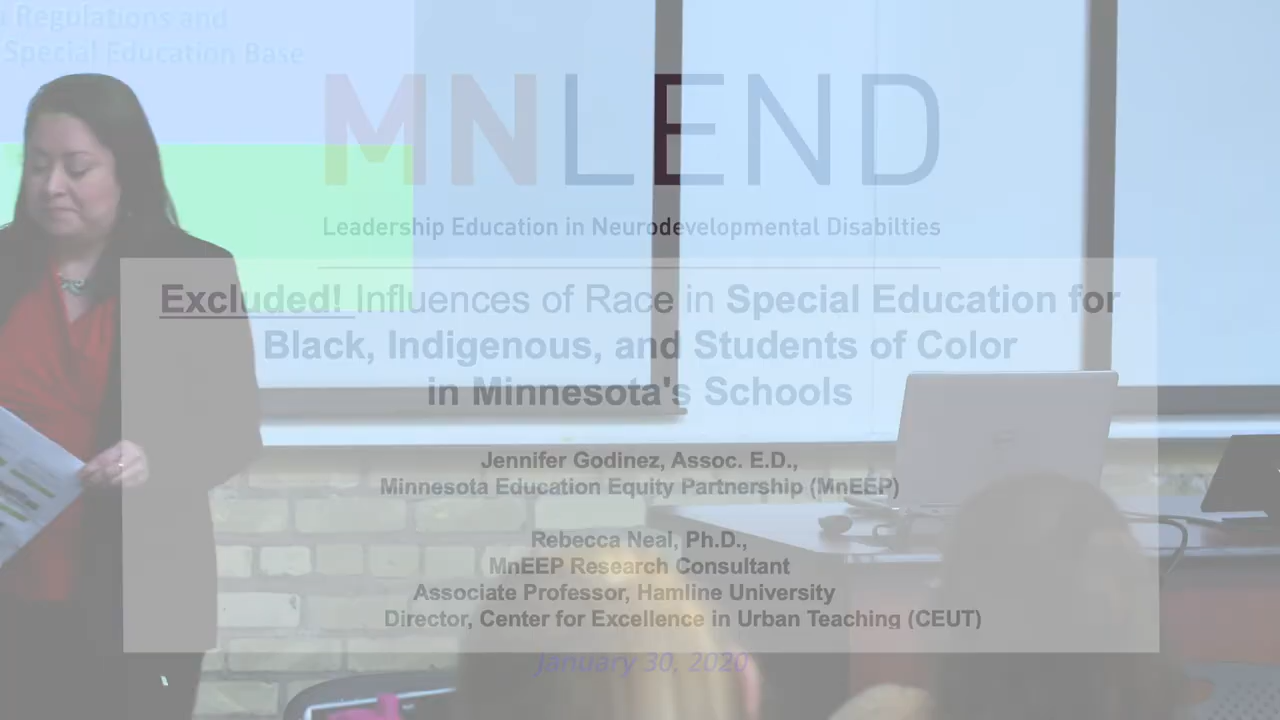 Regulations and
Special Education Base
MNLEND
Leadership Education in Neurodevelopmental Disabilties
Excluded! Influences of Race in Special Education for
Black, Indigenous, and Students of Color
in Minnesota's Schools
Jennifer Godinez, Assoc. E.D.,
Minnesota Education Equity Partnership (MnEEP)
Rebecca Neal, Ph.D.,
MnEEP Research Consultant
Associate Professor, Hamline University
Director, Center for Excellence in Urban Teaching (CEUT)
January 30, 2020